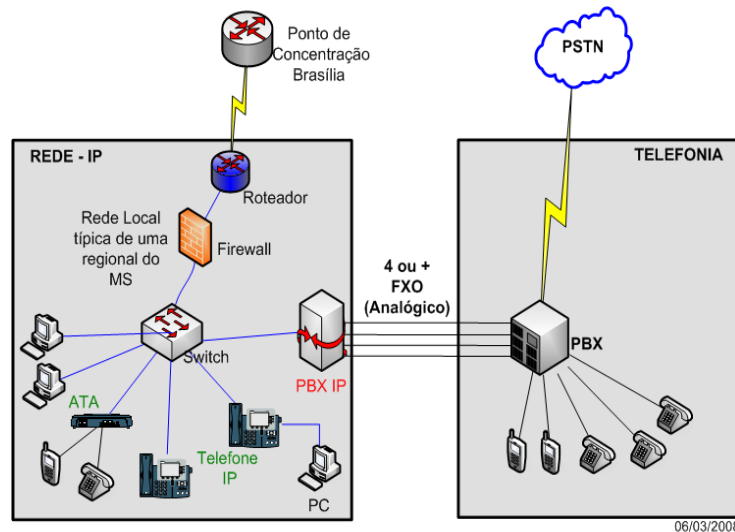 Ponto de
Concentração
Brasília
PSTN
REDE - IP
TELEFONIA
Roteador
Rede Local
típica de uma
regional do
MS
Firewall
4 ou +
FXO
(Analógico)
Switch
PBX IP
PBX
ATA
Telefone
IP
PC
06/03/2008